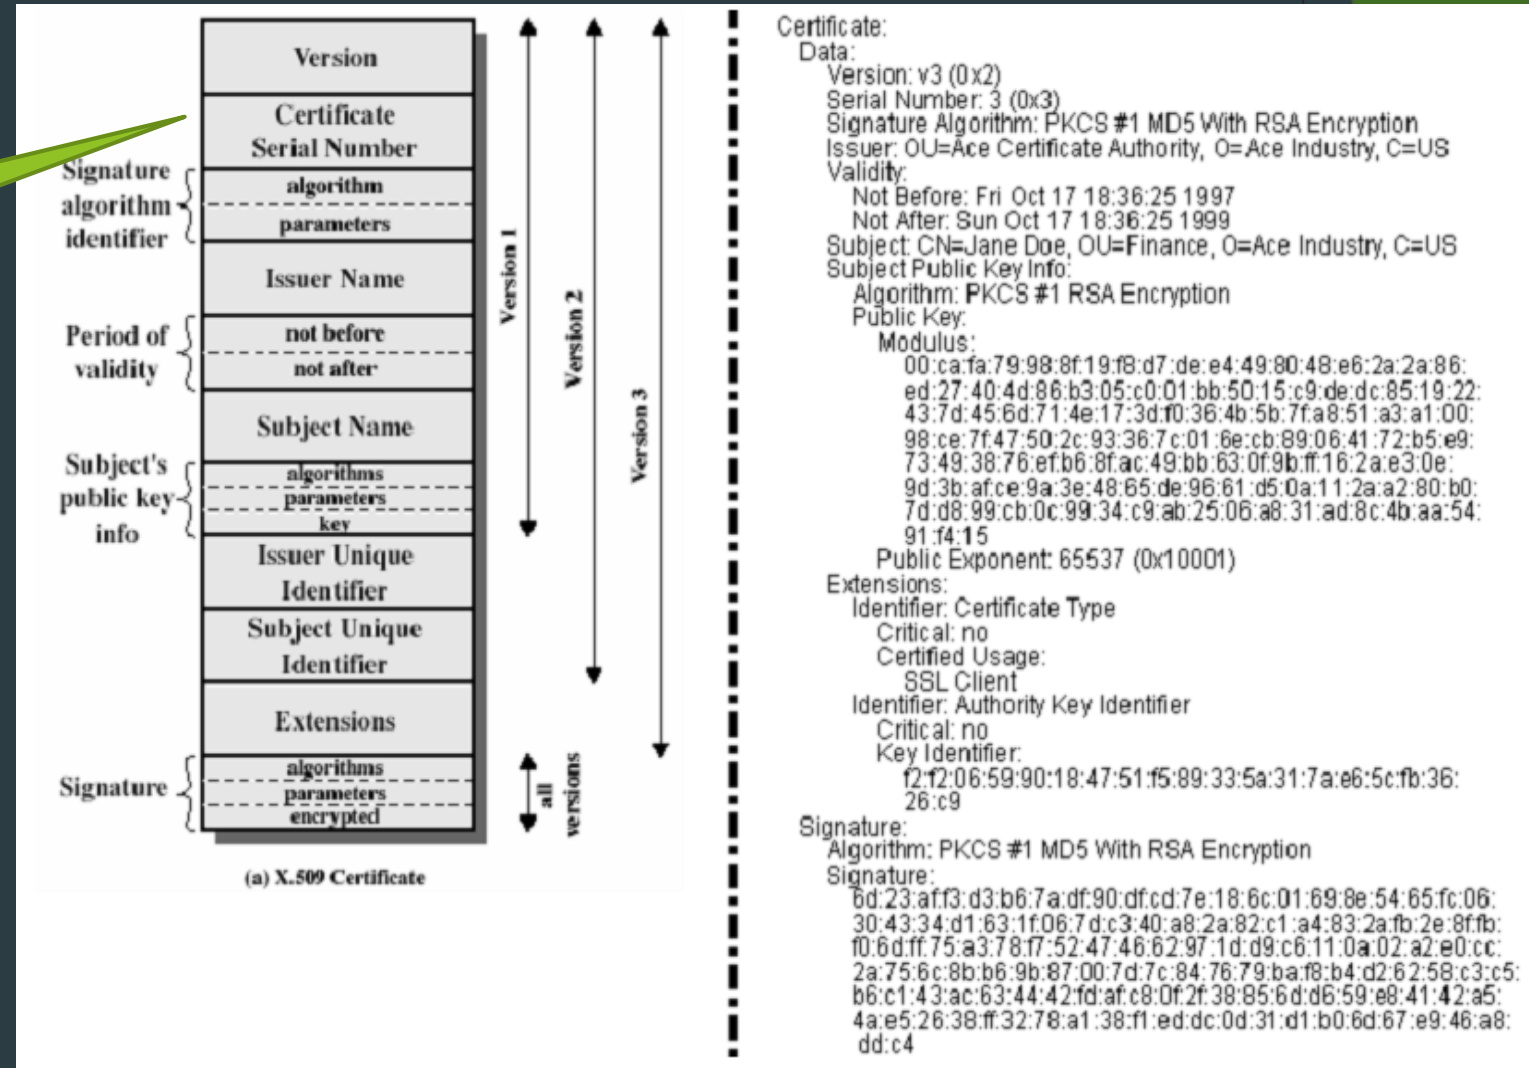 Version
Certificate
Serial Number
Signature
algorithm
identifier
algorithm
parameters
Issuer Name
Period of
validity
not before
not after
Subject Name
Subject's
public key
info
algorithms
parameters
key
Issuer Unique
Identifier
Subject Unique
Identifier
Extensions
Signature
algorithms
parameters
encrypted
Version 1
Version 2
Version 3
all
versions
(a) X.509 Certificate
Certificate:
Data:
Version: v3 (0x2)
Serial Number: 3 (0x3)
Signature Algorithm: PKCS #1 MD5 With RSA Encryption
Issuer: OU=Ace Certificate Authority, O=Ace Industry, C=US
Validity:
Not Before: Fri Oct 17 18:36:25 1997
Not After: Sun Oct 17 18:36:25 1999
Subject: CN=Jane Doe, OU=Finance, O=Ace Industry, C=US
Subject Public Key Info:
Algorithm: PKCS #1 RSA Encryption
Public Key:
Modulus:
00:ca:fa:79:98:8f:19:f8:d7:de:e4:49:80:48:e6:2a:2a:86:
ed:27:40:4d:86:b3:05:c0:01:bb:50:15:c9:de:dc:85:19:22:
43:7d:45:6d:71:4e:17:3d:f0:36:4b:5b:7f:a8:51:a3:a1:00:
98:ce:7f:47:50:2c:93:36:7c:01:6e:cb:89:06:41:72:b5:e9:
73:49:38:76:ef:b6:8f:ac:49:bb:63:0f:9b:ff:16:2a:e3:0e:
9d:3b:af:ce:9a:3e:48:65:de:96:61:d5:0a:11:2a:a2:80:b0:
7d:d8:99:cb:0c:99:34:c9:ab:25:06:a8:31:ad:8c:4b:aa:54:
91:f4:15
Public Exponent: 65537 (0x10001)
Extensions:
Identifier: Certificate Type
Critical: no
Certified Usage:
SSL Client
Identifier: Authority Key Identifier
Critical: no
Key Identifier:
f2:f2:06:59:90:18:47:51:f5:89:33:5a:31:7a:e6:5c:fb:36:
26:c9
Signature:
Algorithm: PKCS #1 MD5 With RSA Encryption
Signature:
6d:23:af:f3:d3:b6:7a:df:90:df:cd:7e:18:6c:01:69:8e:54:65:fc:06:
30:43:34:d1:63:1f:06:7d:c3:40:a8:2a:82:c1:a4:83:2a:fb:2e:8f:fb:
f0:6d:ff:75:a3:78:f7:52:47:46:62:97:1d:d9:c6:11:0a:02:a2:e0:cc:
2a:75:6c:8b:b6:9b:87:00:7d:7c:84:76:79:ba:f8:b4:d2:62:58:c3:c5:
b6:c1:43:ac:63:44:42:fd:af:c8:0f:2f:38:85:6d:d6:59:e8:41:42:a5:
4a:e5:26:38:ff:32:78:a1:38:f1:ed:dc:0d:31:d1:b0:6d:67:e9:46:a8:
dd:c4